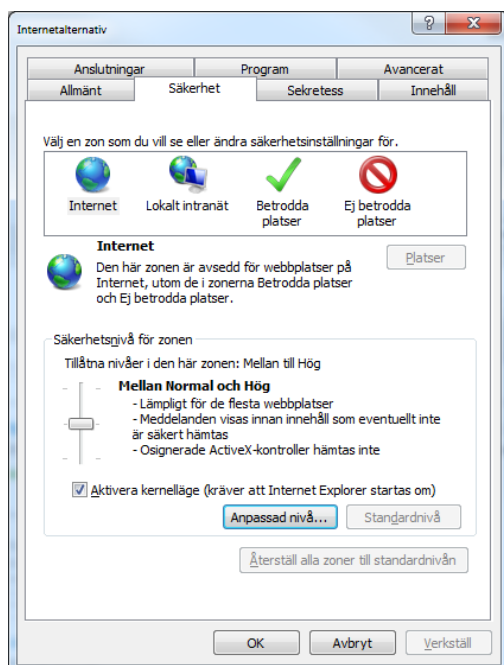 Internetalternativ
Anslutningar Program Avancerat
Allmänt Säkerhet Sekretess Innehåll
Välj en zon som du vill se eller ändra säkerhetsinställningar för.
Internet Lokalt intranät Betrodda Ej betrodda
platser platser
Internet
Den här zonen är avsedd för webbplatser på Platser
Internet, utom de i zonerna Betrodda platser
och Ej betrodda platser.
Säkerhetsnivå för zonen
Tillåtna nivåer i den här zonen: Mellan till Hög
Mellan Normal och Hög
- Lämpligt för de flesta webbplatser
- Meddelanden visas innan innehåll som eventuellt inte
är säkert hämtas
- Osignerade ActiveX-kontroller hämtas inte
Aktivera kernelläge (kräver att Internet Explorer startas om)
Anpassad nivå... Standardnivå
Återställ alla zoner till standardnivån
OK Avbryt Verkställ